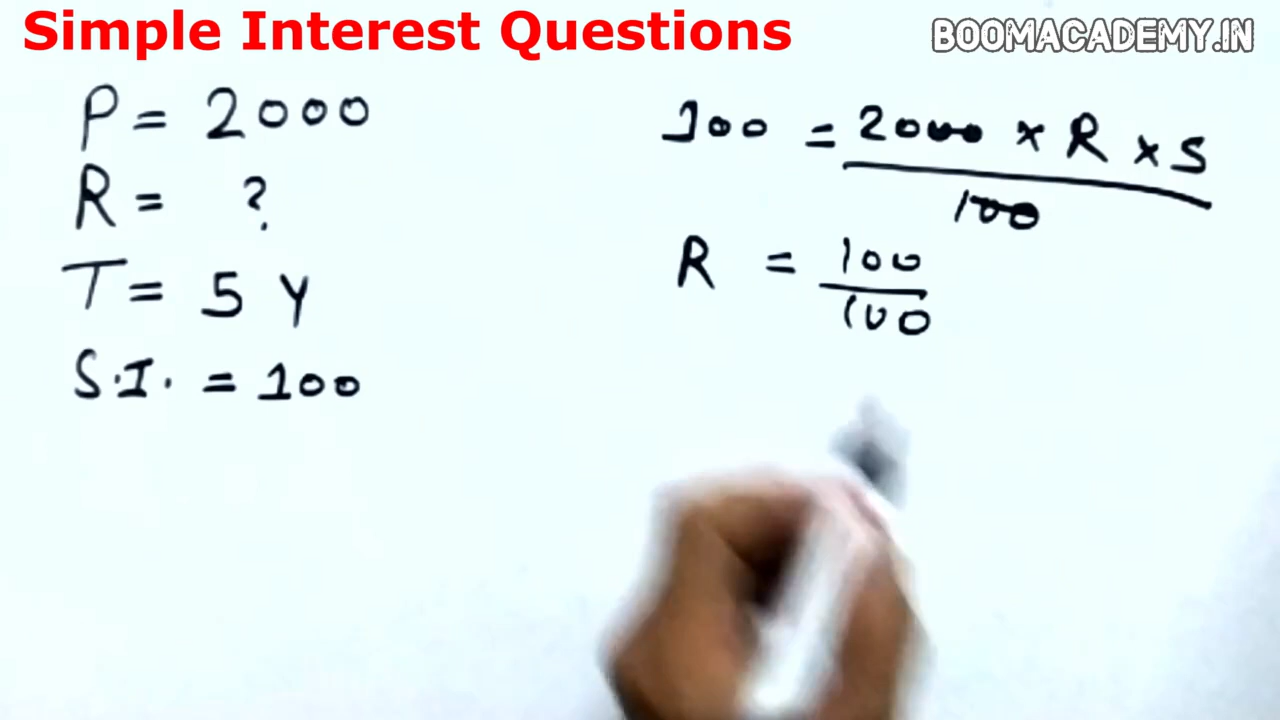 Simple Interest Questions
BOOMACADEMY.IN
P = 2000
R = ?
T = 5 Y
S.I. = 100
100 = 2000 × R × 5
100
R = 100
100